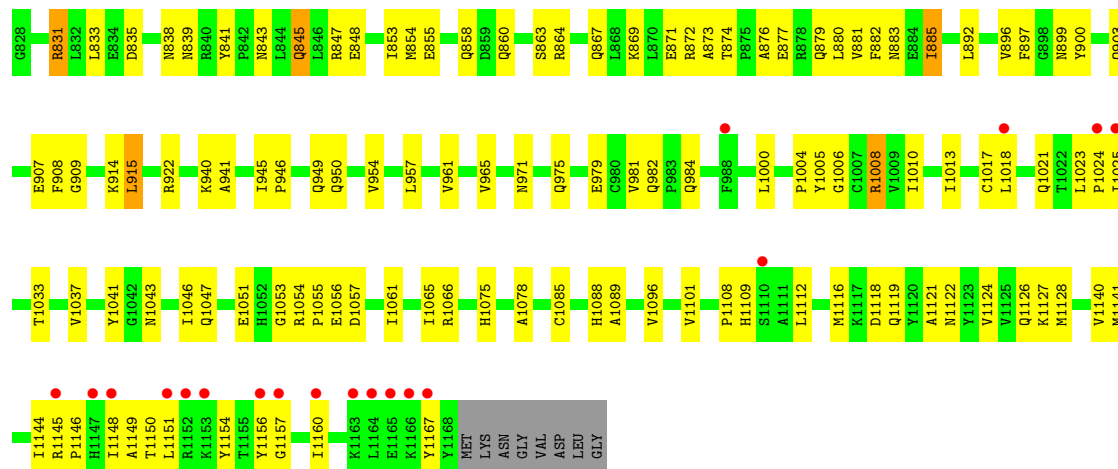 G828 R831 L832 L833 E834 D835 N838 N839 R840 Y841 P842 N843 L844 Q845 L846 R847 E848 I853 M854 E855 Q858 D859 Q860 S863 R864 Q867 L868 K869 L870 E871 R872 A873 T874 P875 A876 E877 R878 Q879 L880 V881 F882 N883 E884 I885 L892 V896 F897 G898 N899 Y900
E907 F908 G909 K914 L915 R922 K940 A941 I945 P946 Q949 Q950 V954 L957 V961 V965 N971 Q975 E979 C980 V981 Q982 P983 Q984 F988 L1000 P1004 Y1005 G1006 C1007 R1008 V1009 I1010 I1013 C1017 L1018 Q1021 T1022 L1023 P1024
T1033 V1037 Y1041 G1042 N1043 I1046 Q1047 E1051 H1052 G1053 R1054 P1055 E1056 D1057 I1061 I1065 R1066 H1075 A1078 C1085 H1088 A1089 V1096 V1101 P1108 H1109 S1110 A1111 L1112 M1116 K1117 D1118 Q1119 Y1120 A1121 N1122 Y1123 V1124 V1125 Q1126 K1127 M1128 V1140
I1144 R1145 P1146 H1147 I1148 A1149 T1150 L1151 R1152 K1153 Y1154 T1155 Y1156 G1157 I1160 K1163 L1164 E1165 K1166 Y1167 Y1168 MET LYS ASN GLY VAL ASP LEU GLY